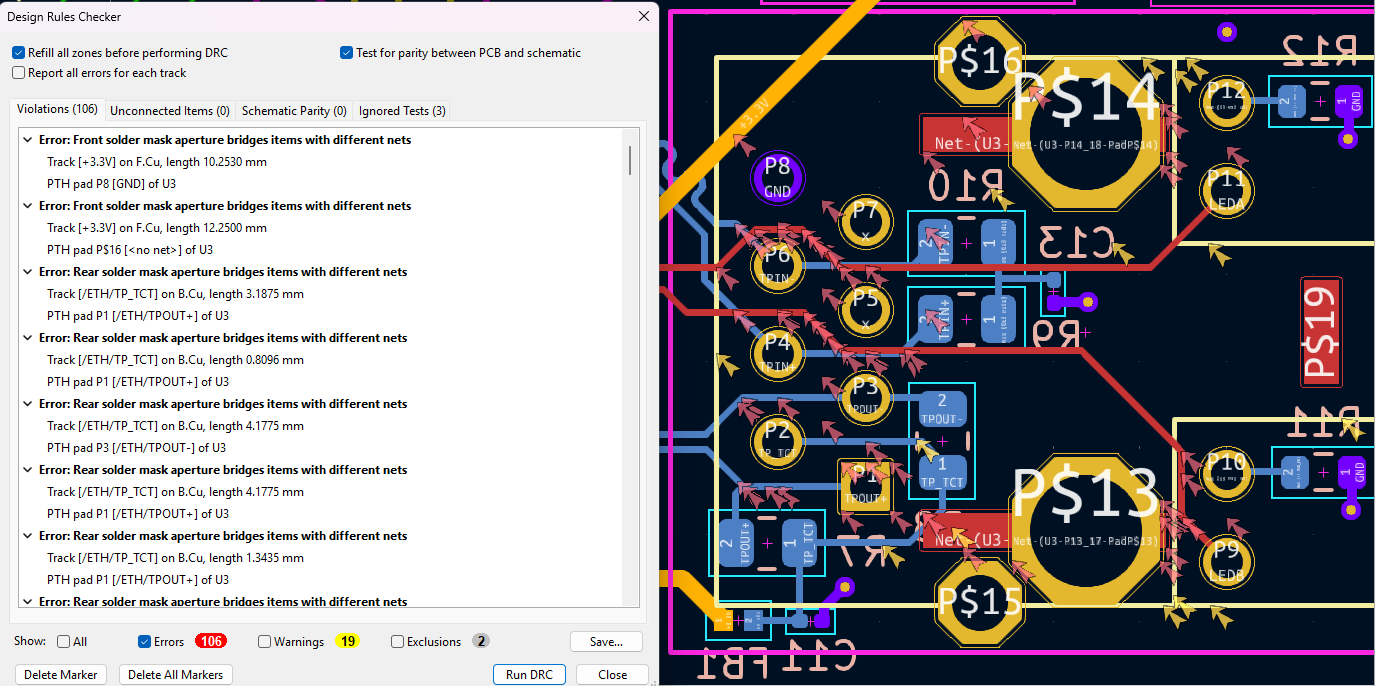 Design Rules Checker
Refill all zones before performing DRC
Test for parity between PCB and schematic
Report all errors for each track
Violations (106)
Unconnected Items (0)
Schematic Parity (0)
Ignored Tests (3)
Error: Front solder mask aperture bridges items with different nets
Track [+3.3V] on F.Cu, length 10.2530 mm
PTH pad P8 [GND] of U3
Error: Front solder mask aperture bridges items with different nets
Track [+3.3V] on F.Cu, length 12.2500 mm
PTH pad P$16 [<no net>] of U3
Error: Rear solder mask aperture bridges items with different nets
Track [/ETH/TP_TCT] on B.Cu, length 3.1875 mm
PTH pad P1 [/ETH/TPOUT+] of U3
Error: Rear solder mask aperture bridges items with different nets
Track [/ETH/TP_TCT] on B.Cu, length 0.8096 mm
PTH pad P1 [/ETH/TPOUT+] of U3
Error: Rear solder mask aperture bridges items with different nets
Track [/ETH/TP_TCT] on B.Cu, length 4.1775 mm
PTH pad P3 [/ETH/TPOUT-] of U3
Error: Rear solder mask aperture bridges items with different nets
Track [/ETH/TP_TCT] on B.Cu, length 4.1775 mm
PTH pad P1 [/ETH/TPOUT+] of U3
Error: Rear solder mask aperture bridges items with different nets
Track [/ETH/TP_TCT] on B.Cu, length 1.3435 mm
PTH pad P1 [/ETH/TPOUT+] of U3
Error: Rear solder mask aperture bridges items with different nets
Show:
All
Errors
106
Warnings
19
Exclusions
2
Save...
Delete Marker
Delete All Markers
Run DRC
Close
+3.3V
P$16
P$14
Net-(U3-
Net-(U3-P14_18-PadP$14)
P12
R12
2
1
GND
P8
GND
R10
P11
LEDA
P7
x
P6
TPIN-
2
TPIN-
1
C13
P5
x
2
TPIN+
1
R9
P$19
P4
TPIN+
P3
TPOUT-
2
TPOUT-
1
TP_TCT
P2
TP_TCT
P1
TPOUT+
R11
P10
2
1
GND
P$13
Net-(U3-
Net-(U3-P13_17-PadP$13)
2
TPOUT+
1
TP_TCT
R7
P9
LEDB
P$15
1
2
FB1
C11